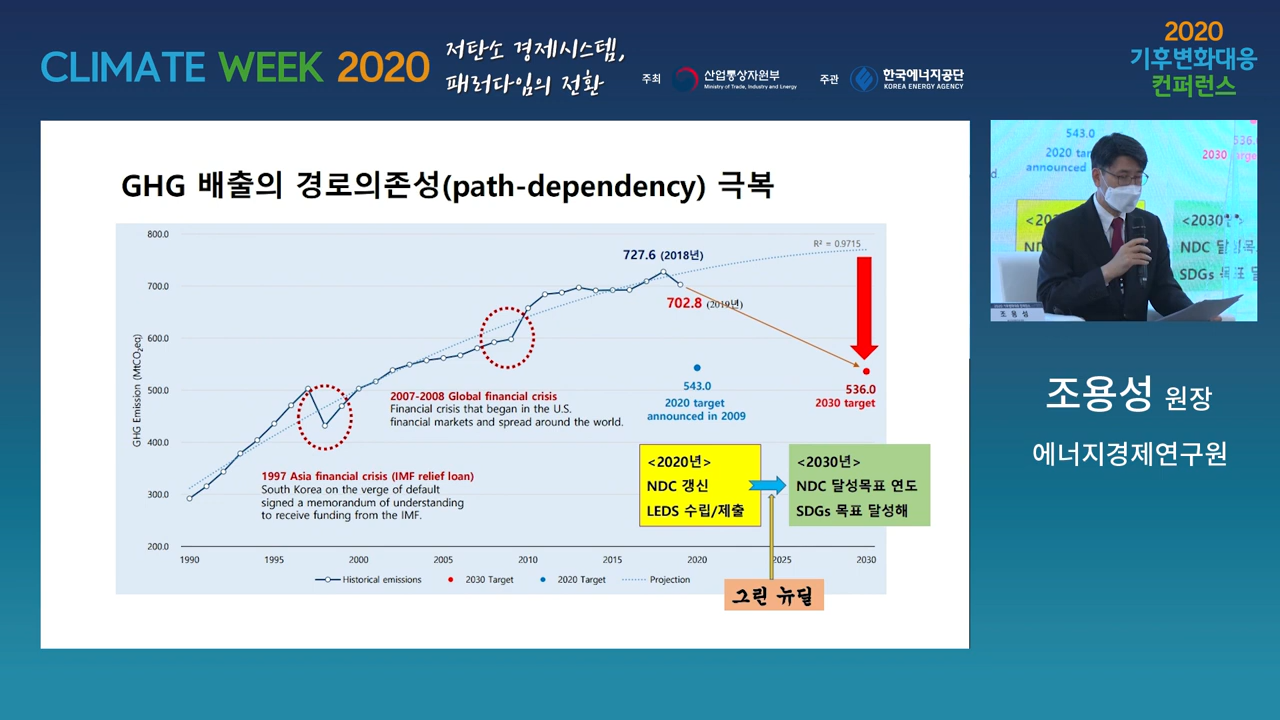 CLIMATE WEEK 2020
저탄소 경제시스템,
패러다임의 전환
주최
산업통상자원부
Ministry of Trade, Industry and Energy
주관
한국에너지공단
KOREA ENERGY AGENCY
2020
기후변화대응
컨퍼런스
GHG 배출의 경로의존성(path-dependency) 극복
GHG Emission (MtCO2eq)
800.0
700.0
600.0
500.0
400.0
300.0
200.0
1990
1995
2000
2005
2010
2015
2020
2025
2030
727.6 (2018년)
R² = 0.9715
702.8 (2019년)
543.0
2020 target
announced in 2009
536.0
2030 target
2007-2008 Global financial crisis
Financial crisis that began in the U.S.
financial markets and spread around the world.
1997 Asia financial crisis (IMF relief loan)
South Korea on the verge of default
signed a memorandum of understanding
to receive funding from the IMF.
<2020년>
NDC 갱신
LEDS 수립/제출
<2030년>
NDC 달성목표 연도
SDGs 목표 달성해
Historical emissions
2030 Target
2020 Target
Projection
그린 뉴딜
543.0
536.
2020 tar
announced
2030
<2030년>
NDC 달성목
SDGs 목표 달
조용성
조용성 원장
에너지경제연구원